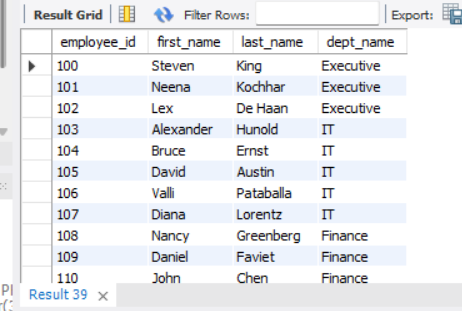 Result Grid Filter Rows: Export:
employee_id first_name last_name dept_name
100 Steven King Executive
101 Neena Kochhar Executive
102 Lex De Haan Executive
103 Alexander Hunold IT
104 Bruce Ernst IT
105 David Austin IT
106 Valli Pataballa IT
107 Diana Lorentz IT
108 Nancy Greenberg Finance
109 Daniel Faviet Finance
110 John Chen Finance
Result 39